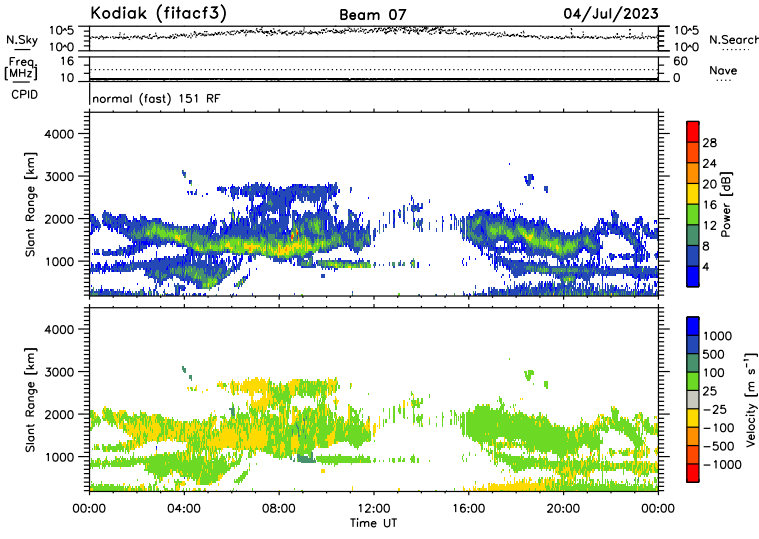 Kodiak (fitacf3) Beam 07 04/Jul/2023
N.Sky 10^5 10^0 10^5 10^0 N.Search
Freq. [MHz] 16 10 60 0 Nave
CPID normal (fast) 151 RF
Slant Range [km] 4000 3000 2000 1000
Power [dB] 28 24 20 16 12 8 4
Slant Range [km] 4000 3000 2000 1000
Velocity [m s⁻¹] 1000 500 100 25 −25 −100 −500 −1000
00:00 04:00 08:00 12:00 16:00 20:00 00:00
Time UT